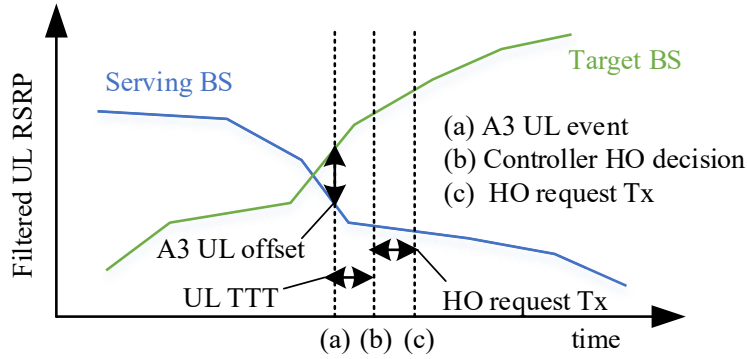 Filtered UL RSRP
Serving BS
Target BS
(a) A3 UL event
(b) Controller HO decision
(c) HO request Tx
A3 UL offset
UL TTT
HO request Tx
(a) (b) (c)
time